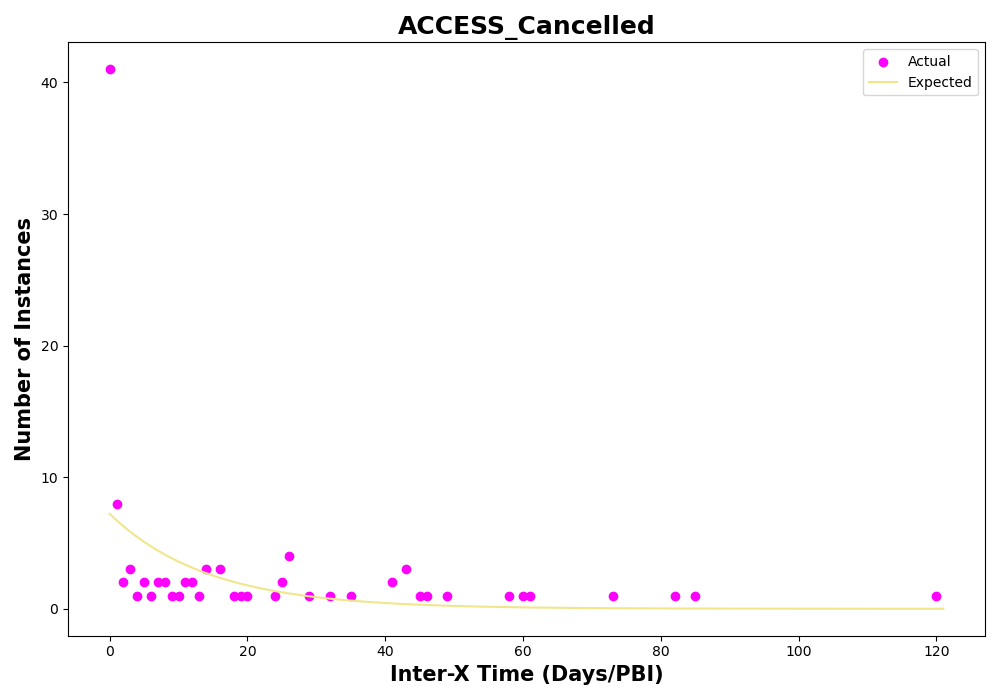 ACCESS_Cancelled
Actual
Expected
Number of Instances
40
30
20
10
0
0
20
40
60
80
100
120
Inter-X Time (Days/PBI)